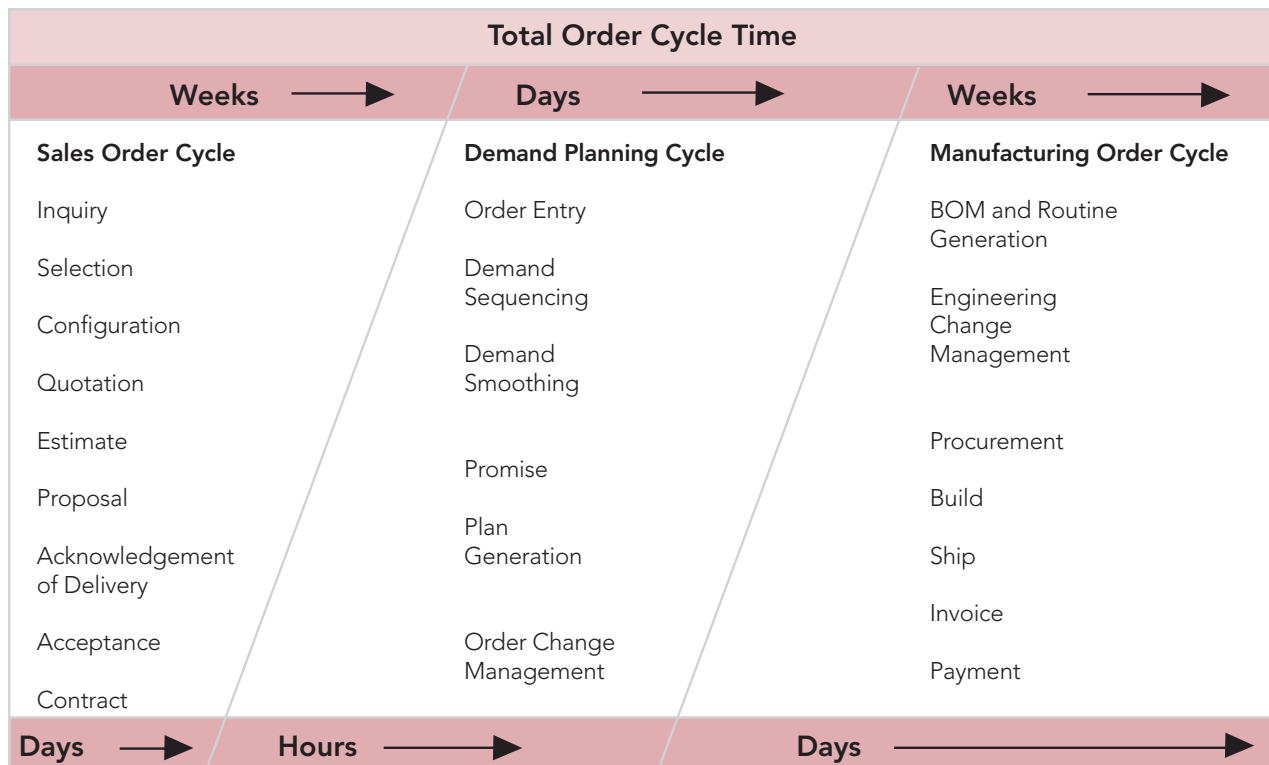 Total Order Cycle Time
Weeks
Days
Weeks
Sales Order Cycle
Inquiry
Selection
Configuration
Quotation
Estimate
Proposal
Acknowledgement
of Delivery
Acceptance
Contract
Demand Planning Cycle
Order Entry
Demand
Sequencing
Demand
Smoothing
Promise
Plan
Generation
Order Change
Management
Manufacturing Order Cycle
BOM and Routine
Generation
Engineering
Change
Management
Procurement
Build
Ship
Invoice
Payment
Days
Hours
Days